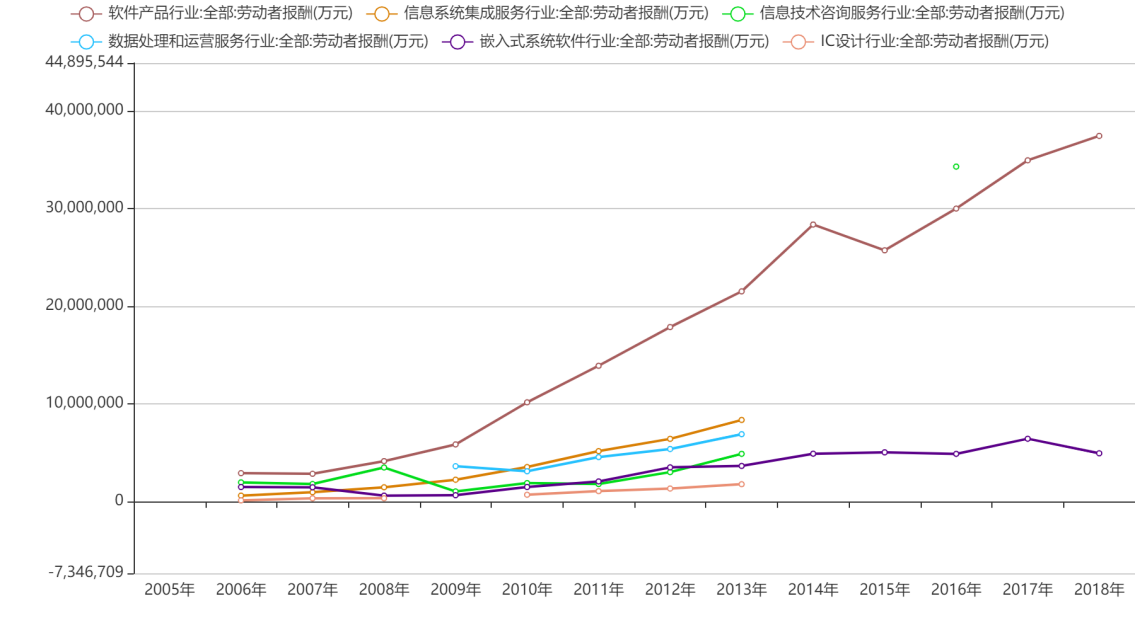 软件产品行业:全部:劳动者报酬(万元) 信息系统集成服务行业:全部:劳动者报酬(万元) 信息技术咨询服务行业:全部:劳动者报酬(万元)
数据处理和运营服务行业:全部:劳动者报酬(万元) 嵌入式系统软件行业:全部:劳动者报酬(万元) IC设计行业:全部:劳动者报酬(万元)
44,895,544
40,000,000
30,000,000
20,000,000
10,000,000
0
-7,346,709
2005年 2006年 2007年 2008年 2009年 2010年 2011年 2012年 2013年 2014年 2015年 2016年 2017年 2018年